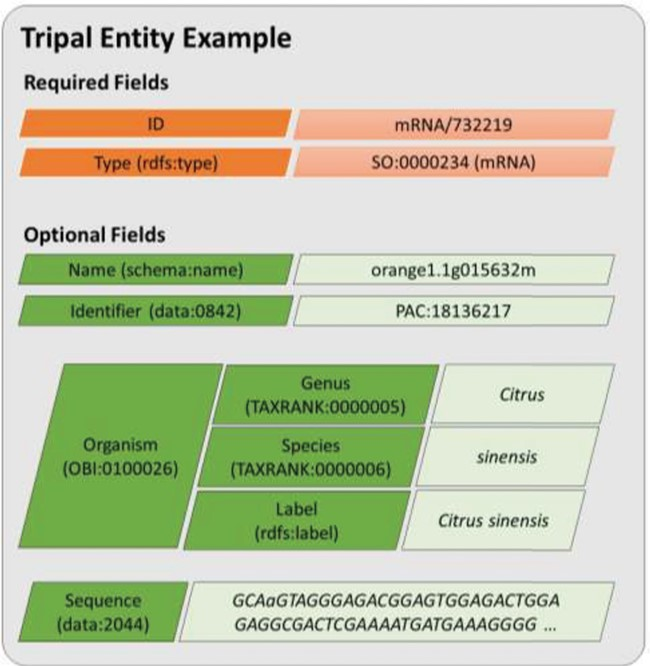 Tripal Entity Example
Required Fields
ID
mRNA/732219
Type (rdfs:type)
SO:0000234 (mRNA)
Optional Fields
Name (schema:name)
orange1.1g015632m
Identifier (data:0842)
PAC:18136217
Organism
(OBI:0100026)
Genus
(TAXRANK:0000005)
Citrus
Species
(TAXRANK:0000006)
sinensis
Label
(rdfs:label)
Citrus sinensis
Sequence
(data:2044)
GCAaGTAGGGAGACGGAGTGGAGACTGGA
GAGGCGACTCGAAAATGATGAAAGGGG ...